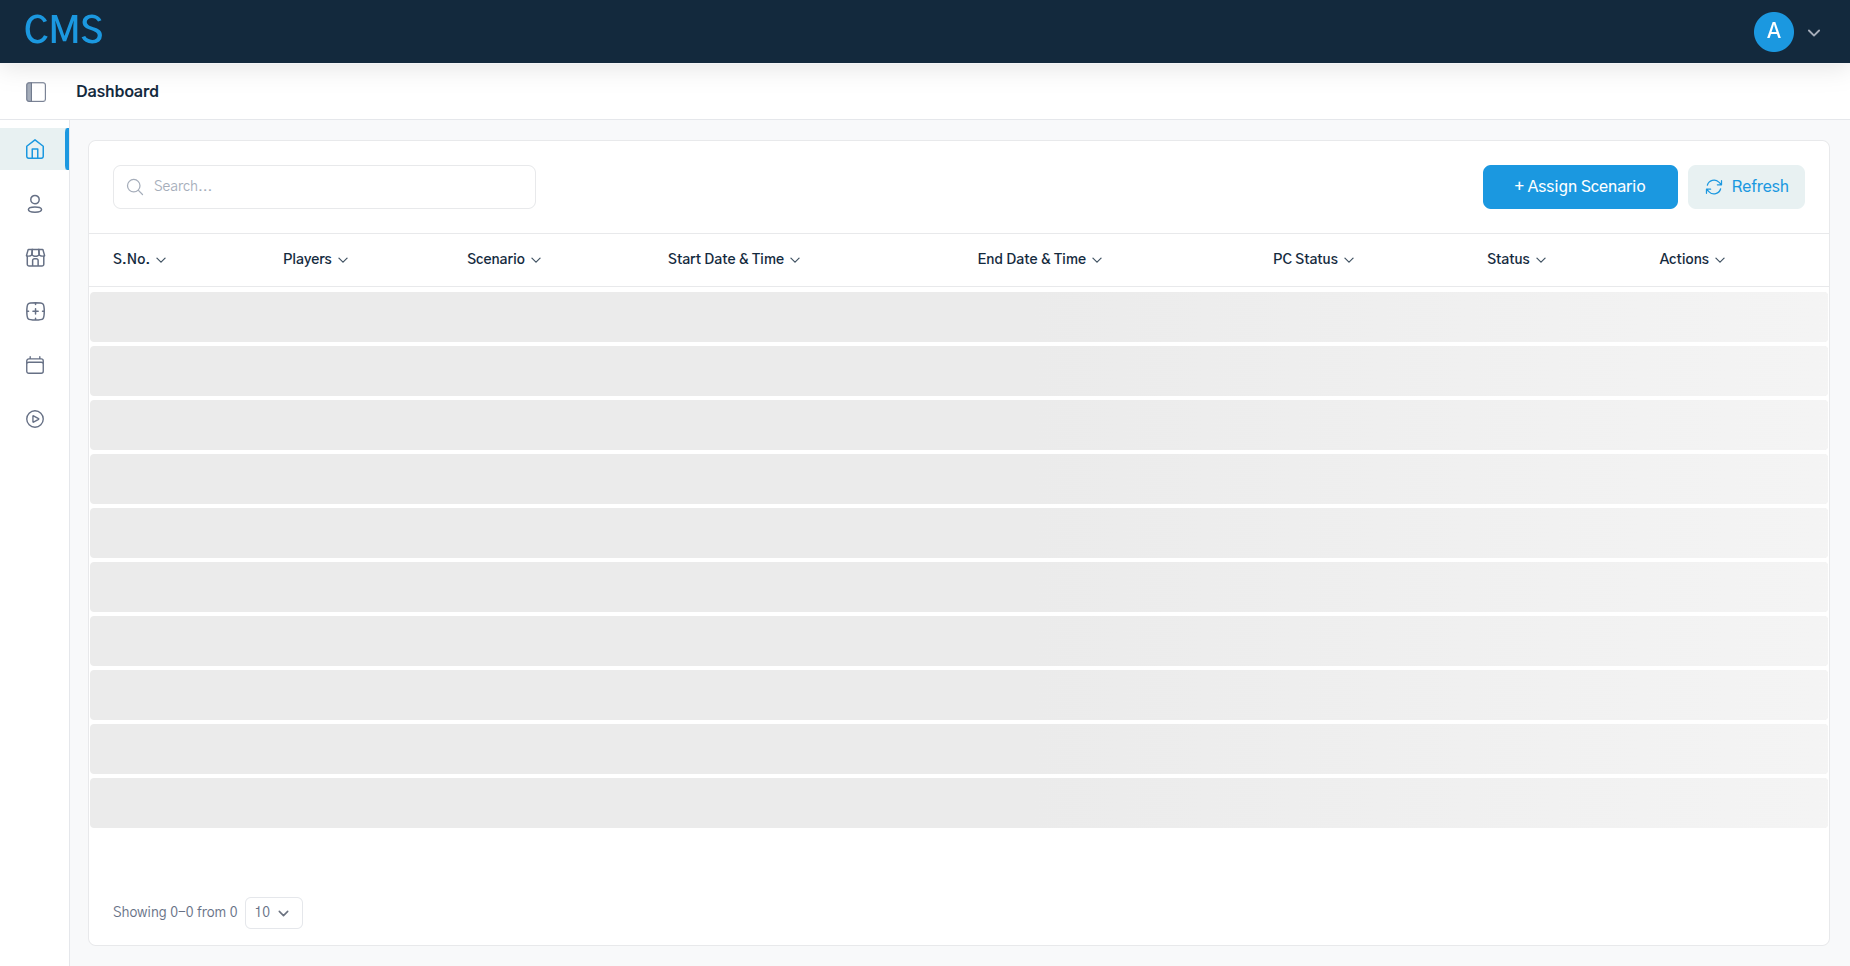 CMS
A
Dashboard
Search...
+ Assign Scenario
Refresh
S.No.
Players
Scenario
Start Date & Time
End Date & Time
PC Status
Status
Actions
Showing 0-0 from 0
10